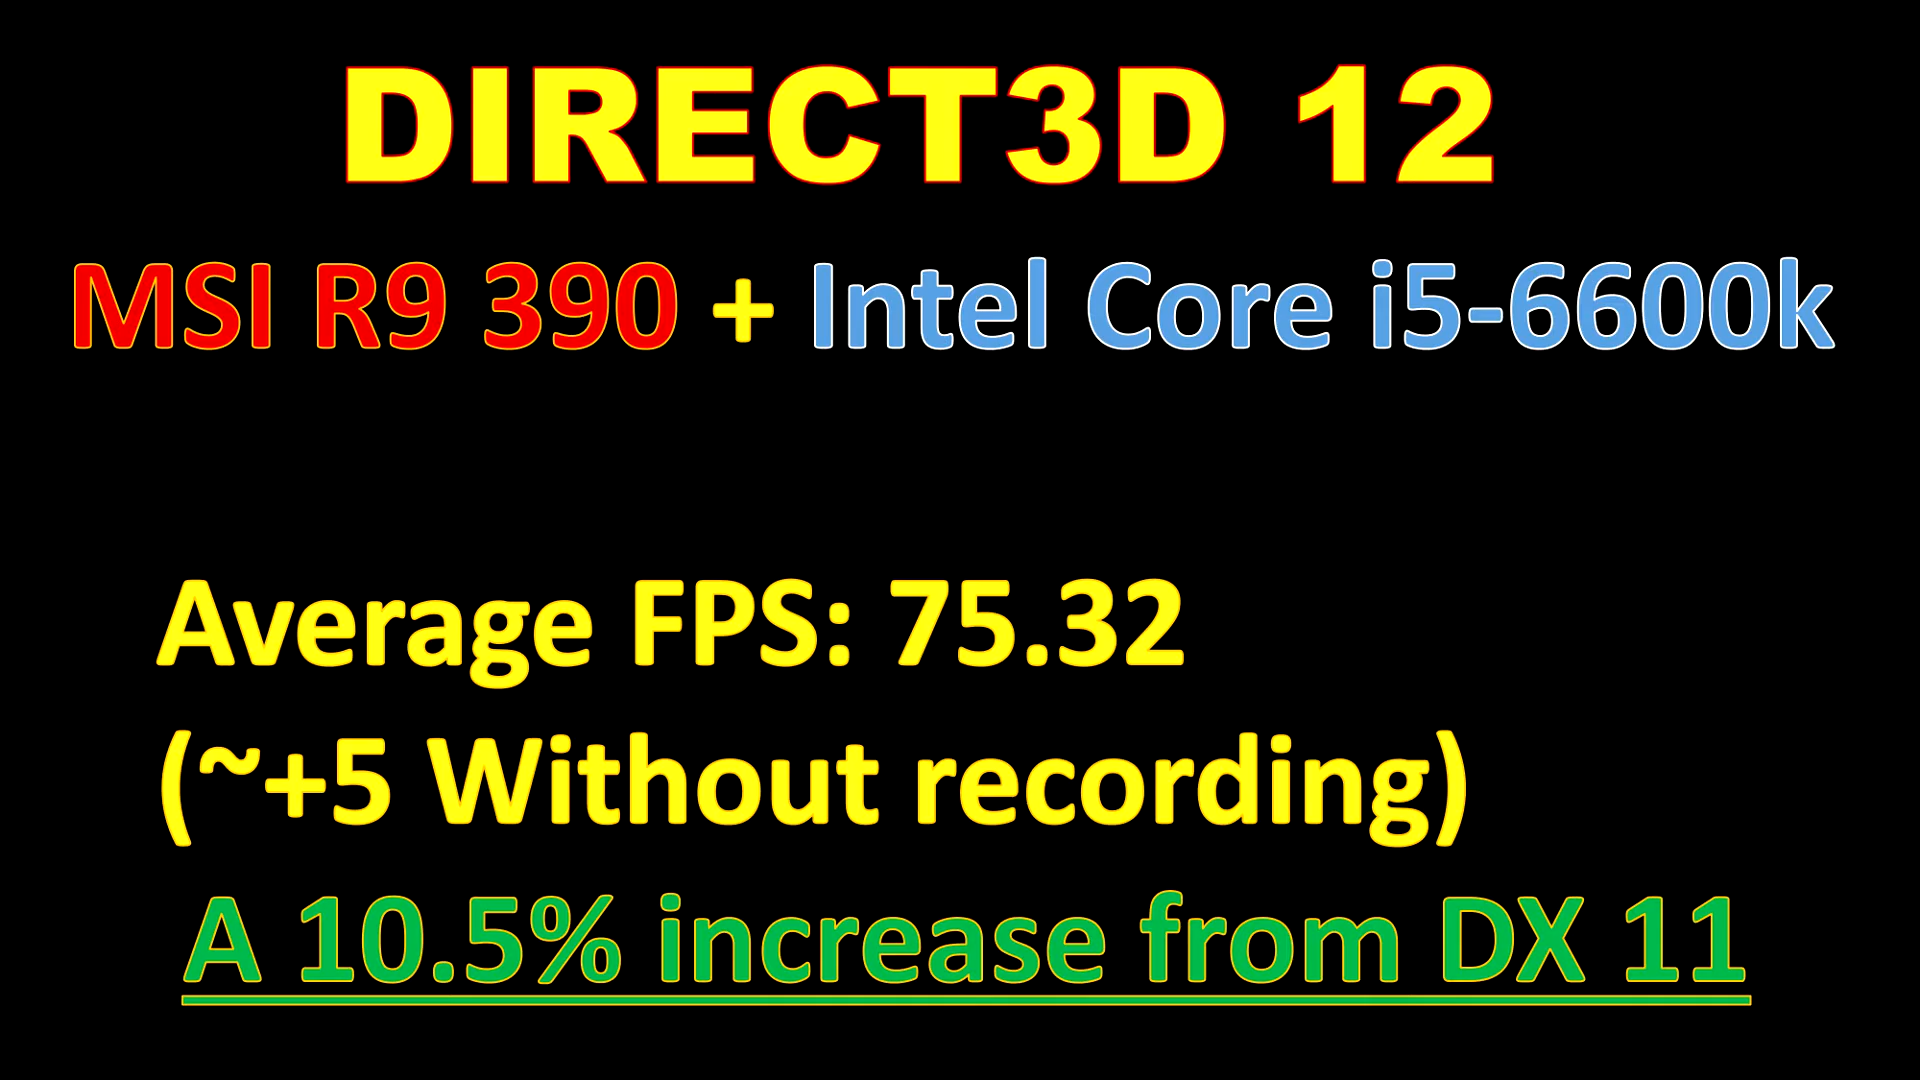 DIRECT3D 12
MSI R9 390 + Intel Core i5-6600k
Average FPS: 75.32
(~+5 Without recording)
A 10.5% increase from DX 11